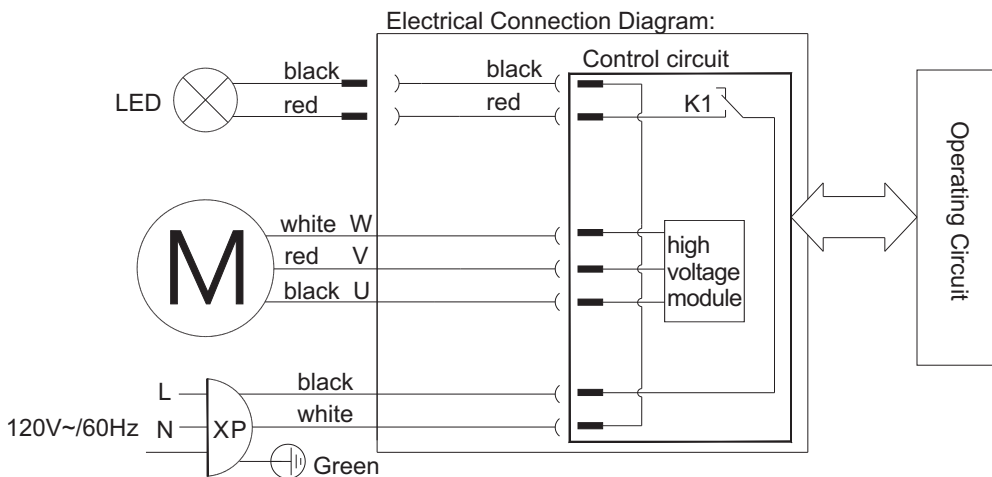 Electrical Connection Diagram:
Control circuit
LED
black
red
black
red
K1
M
white W
red V
black U
high
voltage
module
Operating Circuit
L
120V~/60Hz N
XP
black
white
Green